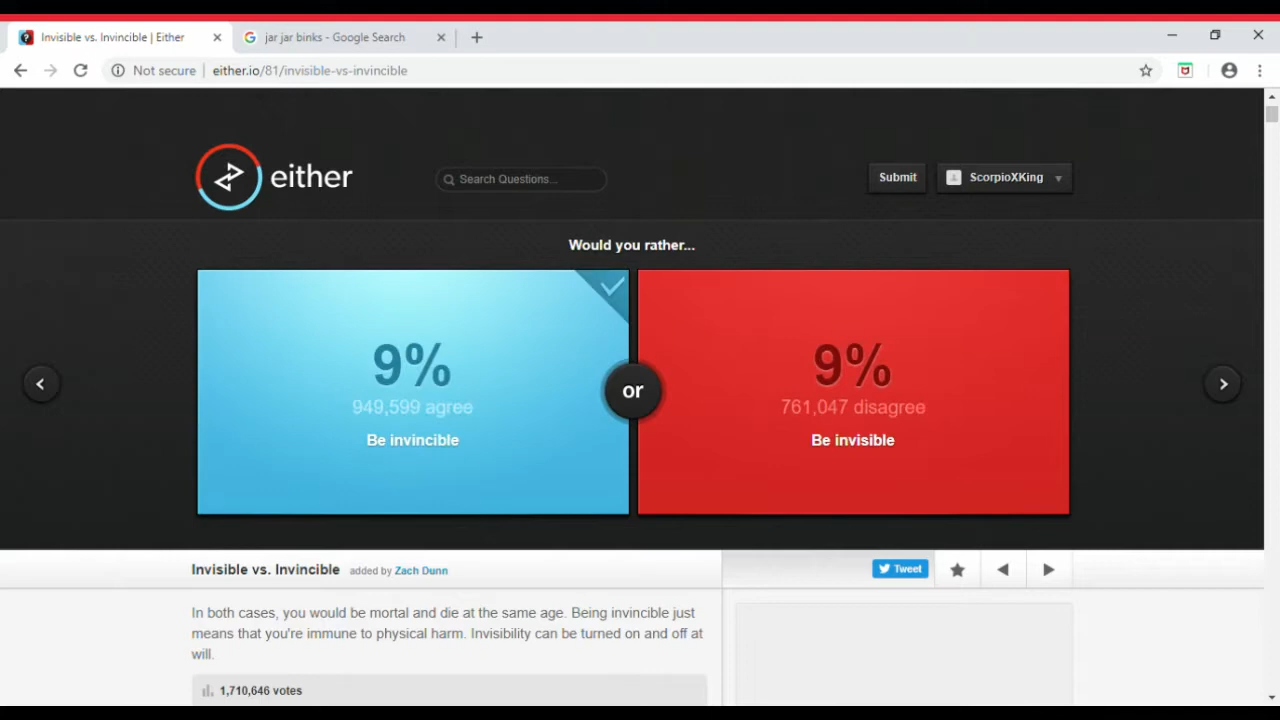 Invisible vs. Invincible | Either
jar jar binks - Google Search
Not secure | either.io/81/invisible-vs-invincible
either
Search Questions...
Submit
ScorpioXKing
Would you rather...
9%
949,599 agree
Be invincible
or
9%
761,047 disagree
Be invisible
Invisible vs. Invincible added by Zach Dunn
Tweet
In both cases, you would be mortal and die at the same age. Being invincible just
means that you're immune to physical harm. Invisibility can be turned on and off at
will.
1,710,646 votes